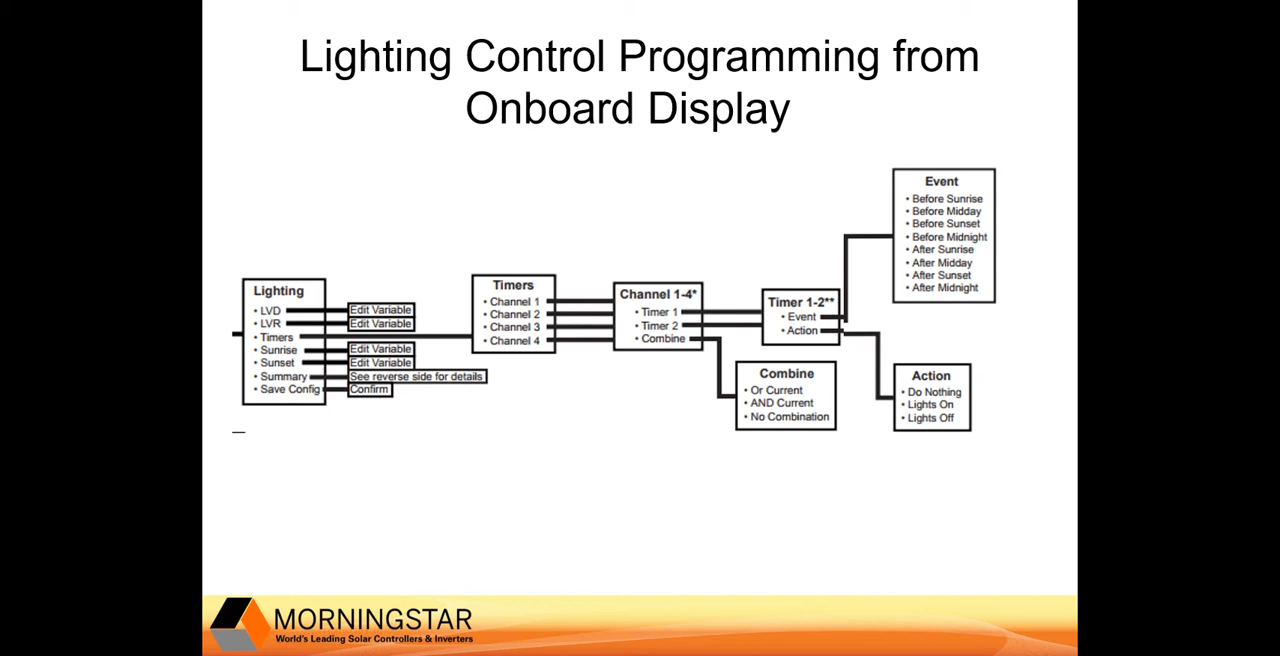 Lighting Control Programming from
Onboard Display
Lighting
• LVD
Edit Variable
• LVR
Edit Variable
• Timers
• Sunrise
Edit Variable
• Sunset
Edit Variable
• Summary
See reverse side for details
• Save Config
Confirm
Timers
• Channel 1
• Channel 2
• Channel 3
• Channel 4
Channel 1-4*
• Timer 1
• Timer 2
• Combine
Combine
• Or Current
• AND Current
• No Combination
Timer 1-2**
• Event
• Action
Event
• Before Sunrise
• Before Midday
• Before Sunset
• Before Midnight
• After Sunrise
• After Midday
• After Sunset
• After Midnight
Action
• Do Nothing
• Lights On
• Lights Off
MORNINGSTAR
World's Leading Solar Controllers & Inverters